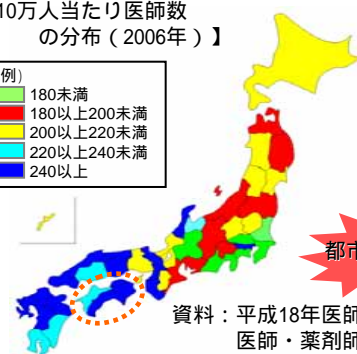 10万人当たり医師数
の分布（2006年）】
例)
180未満
180以上200未満
200以上220未満
220以上240未満
240以上
都市
資料：平成18年医師
医師・薬剤師